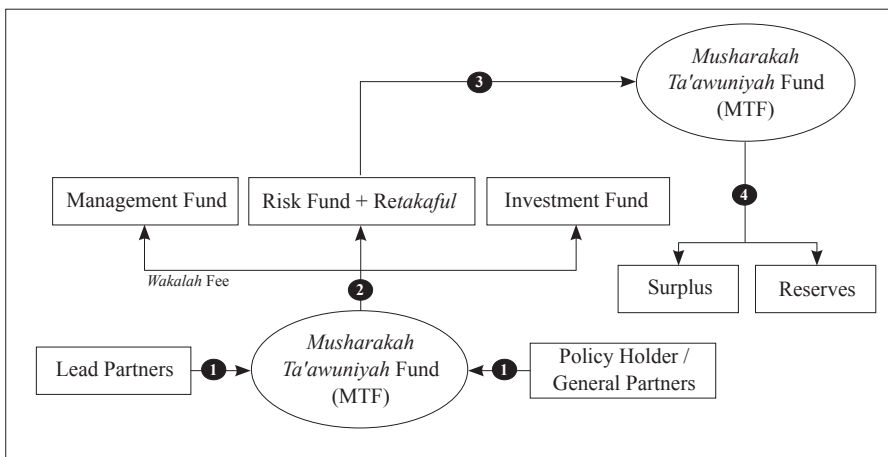 Musharakah
Ta'awuniyah Fund
(MTF)
3
Management Fund
Risk Fund + Retakaful
Investment Fund
4
Wakalah Fee
2
Surplus
Reserves
Lead Partners
1
Musharakah
Ta'awuniyah Fund
(MTF)
1
Policy Holder /
General Partners